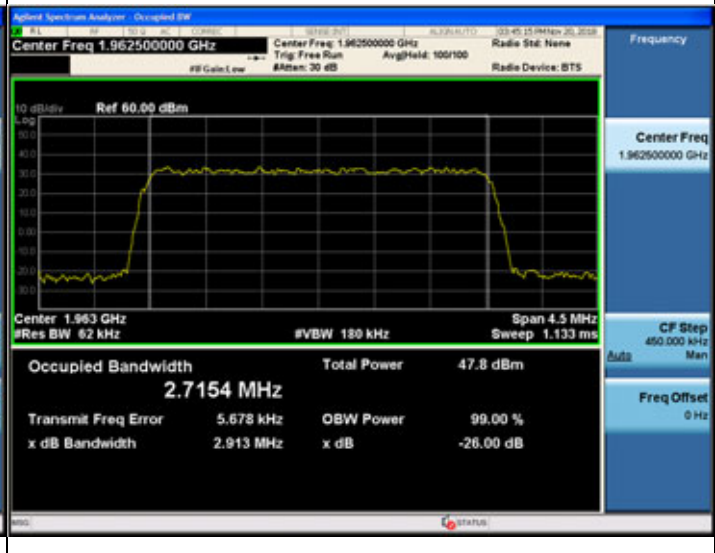 Agilent Spectrum Analyzer - Occupied BW
RL RF 50 Ω AC CORREC SENSE:INT ALIGN AUTO 03:45:15 PM Nov 20, 2018
Center Freq 1.962500000 GHz
Center Freq: 1.962500000 GHz
Radio Std: None
Trig: Free Run Avg|Hold: 100/100
#IFGain:Low #Atten: 30 dB Radio Device: BTS
Frequency
10 dB/div Ref 60.00 dBm
Log
50.0
40.0
30.0
20.0
10.0
0.00
10.0
20.0
30.0
Center 1.963 GHz Span 4.5 MHz
#Res BW 62 kHz #VBW 180 kHz Sweep 1.133 ms
Center Freq
1.962500000 GHz
CF Step
450.000 kHz
Auto Man
Freq Offset
0 Hz
Occupied Bandwidth Total Power 47.8 dBm
2.7154 MHz
Transmit Freq Error 5.678 kHz OBW Power 99.00 %
x dB Bandwidth 2.913 MHz x dB -26.00 dB
MSG STATUS